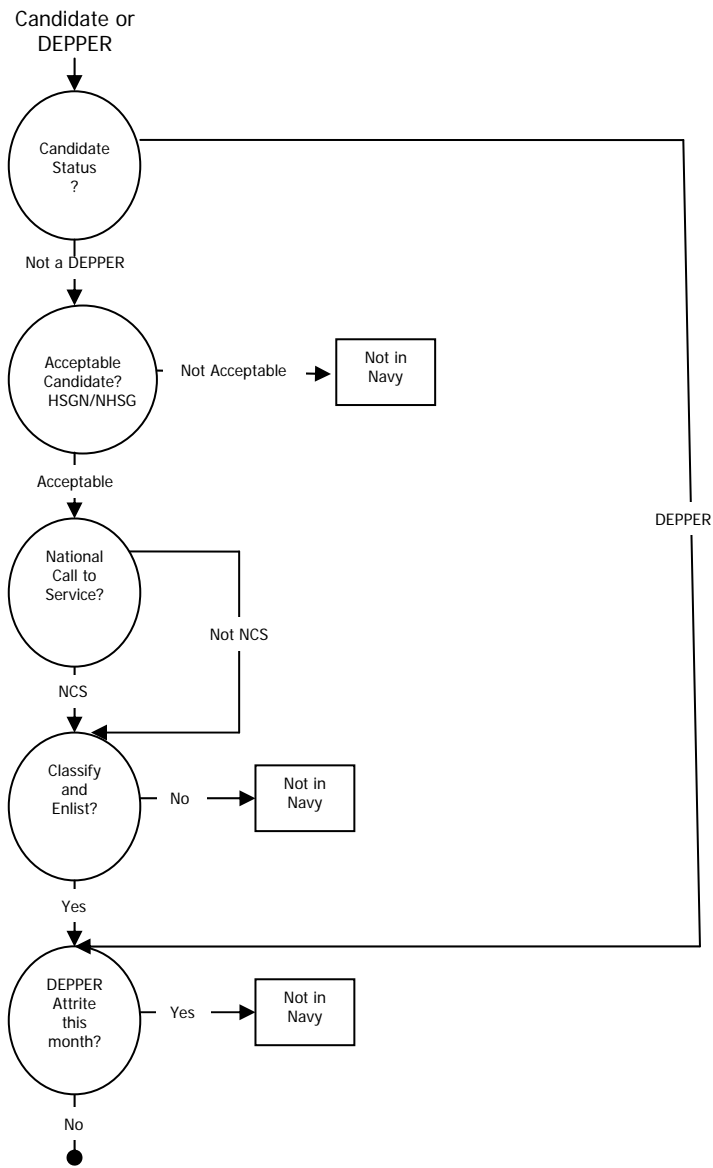 Candidate or
DEPPER
Candidate
Status
?
Not a DEPPER
Acceptable
Candidate?
HSGN/NHSG
Not Acceptable
Not in
Navy
Acceptable
DEPPER
National
Call to
Service?
Not NCS
NCS
Classify
and
Enlist?
No
Not in
Navy
Yes
DEPPER
Attrite
this
month?
Yes
Not in
Navy
No